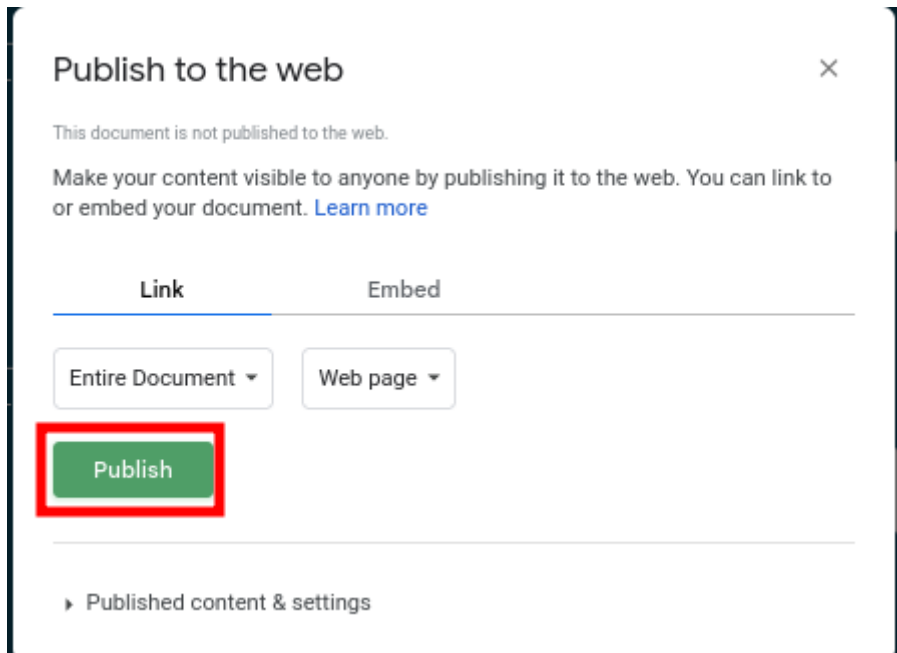 Publish to the web
This document is not published to the web.
Make your content visible to anyone by publishing it to the web. You can link to
or embed your document. Learn more
Link Embed
Entire Document Web page
Publish
Published content & settings